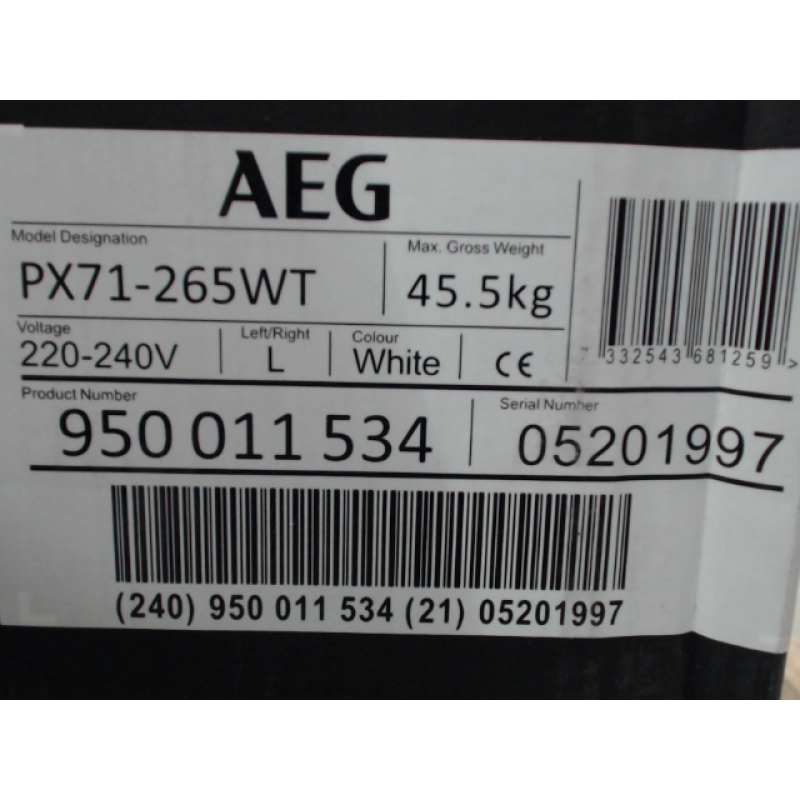 AEG
Model Designation
PX71-265WT
Max. Gross Weight
45.5kg
Voltage
220-240V
Left/Right
L
Colour
White
CE
7 332543 681259 >
Product Number
950 011 534
Serial Number
05201997
(240) 950 011 534 (21) 05201997